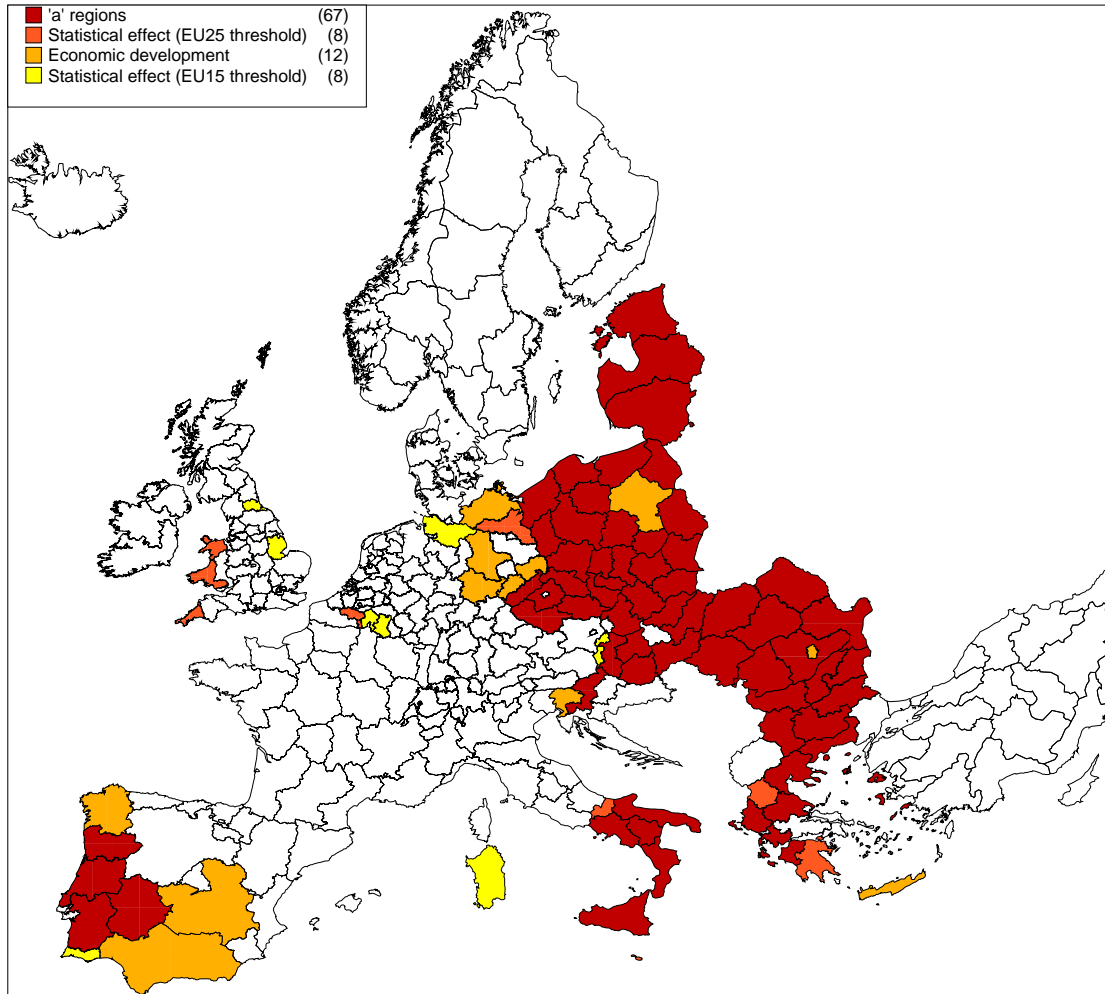 'a' regions (67)
Statistical effect (EU25 threshold) (8)
Economic development (12)
Statistical effect (EU15 threshold) (8)